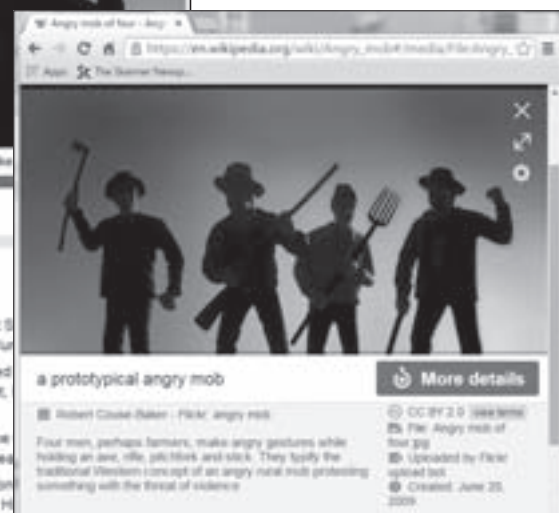 Angry mob of four - Angr
https://en.wikipedia.org/wiki/Angry_mob#/media/File:Angry_
Apps
a prototypical angry mob
More details
Robert Couse-Baker - Flickr: angry mob
Four men, perhaps farmers, make angry gestures while
holding an axe, rifle, pitchfork and stick. They typify the
traditional Western concept of an angry rural mob protesting
something with the threat of violence
CC BY 2.0 view terms
File: Angry mob of
four.jpg
Uploaded by Flickr
upload bot
Created: June 20,
2009